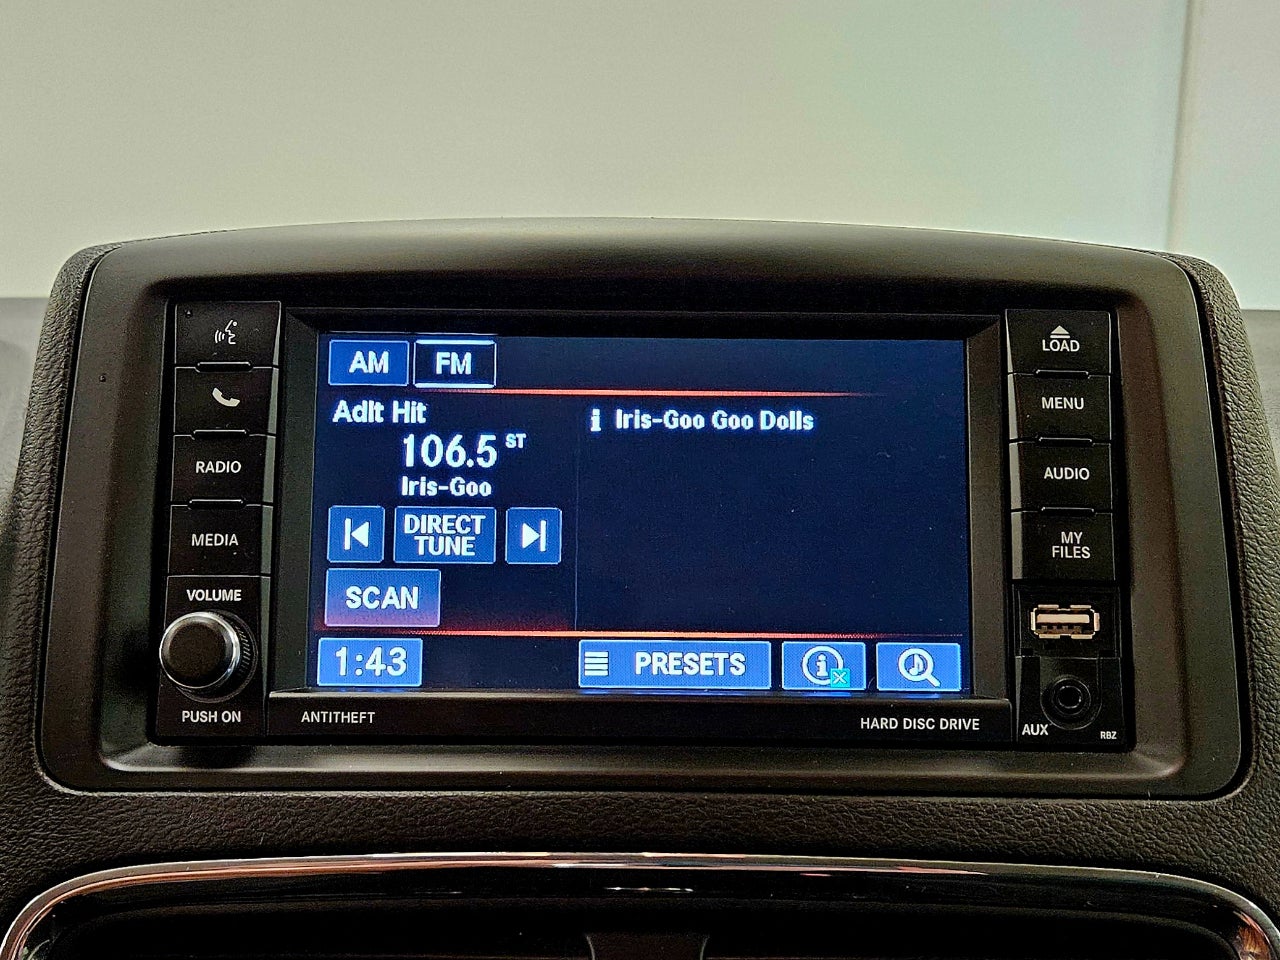 RADIO
MEDIA
VOLUME
PUSH ON
AM FM
Adlt Hit
106.5 ST
Iris-Goo
DIRECT
TUNE
SCAN
i Iris-Goo Goo Dolls
1:43
PRESETS
i
ANTITHEFT
HARD DISC DRIVE
LOAD
MENU
AUDIO
MY
FILES
AUX
RBZ